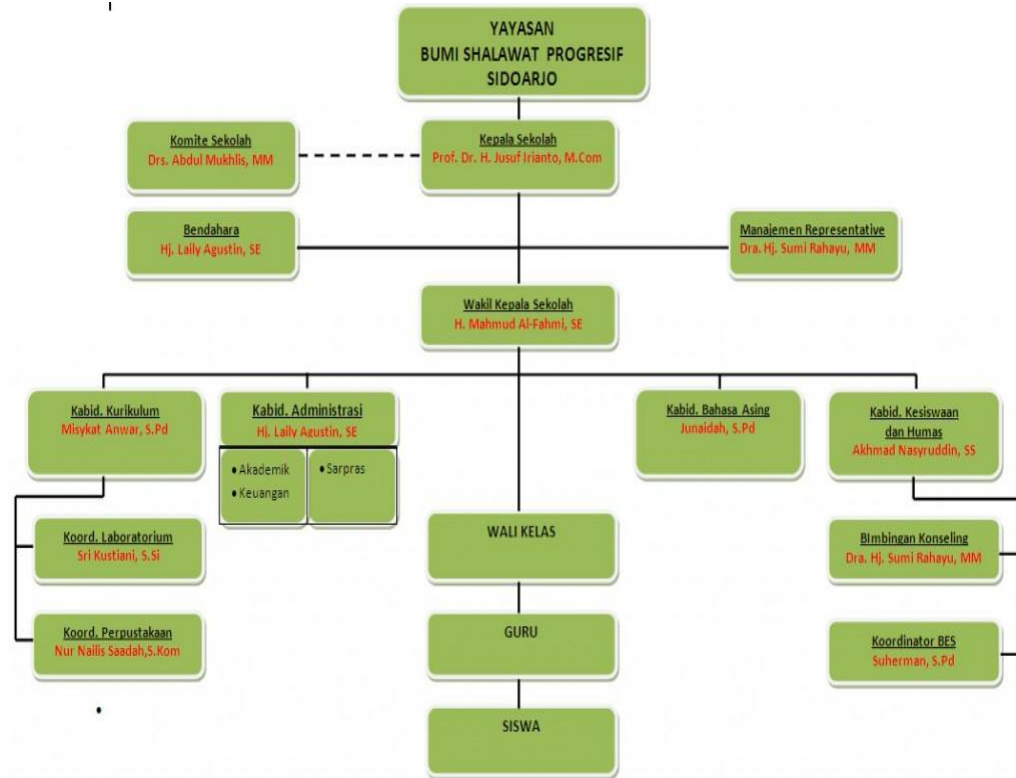 YAYASAN
BUMI SHALAWAT PROGRESIF
SIDOARJO
Komite Sekolah
Drs. Abdul Mukhlis, MM
Kepala Sekolah
Prof. Dr. H. Jusuf Irianto, M.Com
Bendahara
Hj. Laily Agustin, SE
Manajemen Representative
Dra. Hj. Sumi Rahayu, MM
Wakil Kepala Sekolah
H. Mahmud Al-Fahmi, SE
Kabid. Kurikulum
Misykat Anwar, S.Pd
Kabid. Administrasi
Hj. Laily Agustin, SE
• Akademik
• Keuangan
• Sarpras
Kabid. Bahasa Asing
Junaidah, S.Pd
Kabid. Kesiswaan
dan Humas
Akhmad Nasyruddin, SS
Koord. Laboratorium
Sri Kustiani, S.Si
WALI KELAS
BImbingan Konseling
Dra. Hj. Sumi Rahayu, MM
Koord. Perpustakaan
Nur Nailis Saadah,S.Kom
GURU
Koordinator BES
Suherman, S.Pd
SISWA